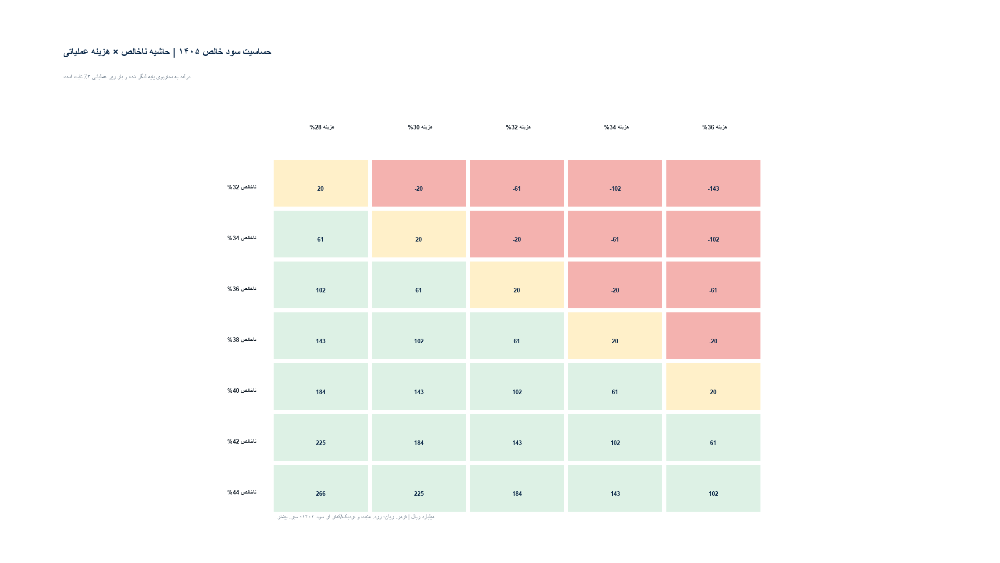 حساسیت سود خالص ۱۴۰۵ | حاشیه ناخالص × هزینه عملیاتی
درآمد به سناریوی پایه لنگر شده و بار زیر عملیاتی ۳٪ ثابت است
هزینه 28% هزینه 30% هزینه 32% هزینه 34% هزینه 36%
ناخالص 32% 20 -20 -61 -102 -143
ناخالص 34% 61 20 -20 -61 -102
ناخالص 36% 102 61 20 -20 -61
ناخالص 38% 143 102 61 20 -20
ناخالص 40% 184 143 102 61 20
ناخالص 42% 225 184 143 102 61
ناخالص 44% 266 225 184 143 102
میلیارد ریال | قرمز: زیان؛ زرد: مثبت و نزدیک/کمتر از سود ۱۴۰۴؛ سبز: بیشتر